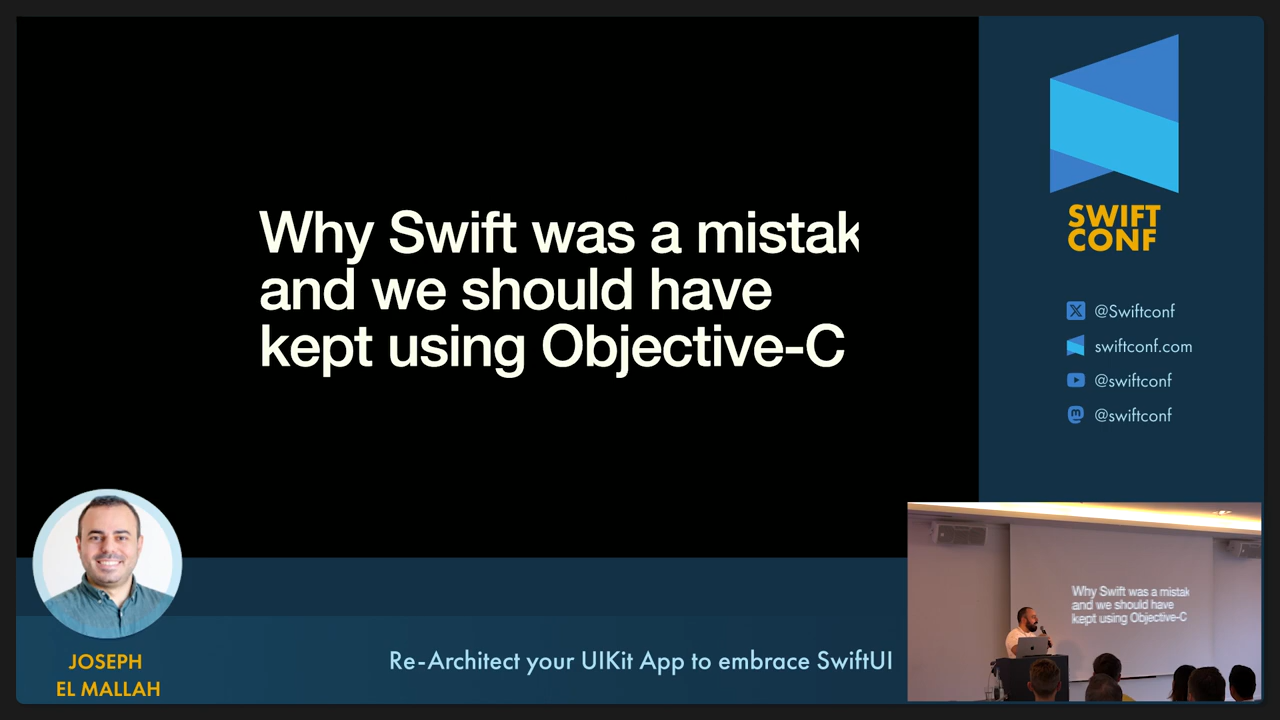 Why Swift was a mistak
and we should have
kept using Objective-C
SWIFT
CONF
@Swiftconf
swiftconf.com
@swiftconf
@swiftconf
JOSEPH
EL MALLAH
Re-Architect your UIKit App to embrace SwiftUI
Why Swift was a mistak
and we should have
kept using Objective-C